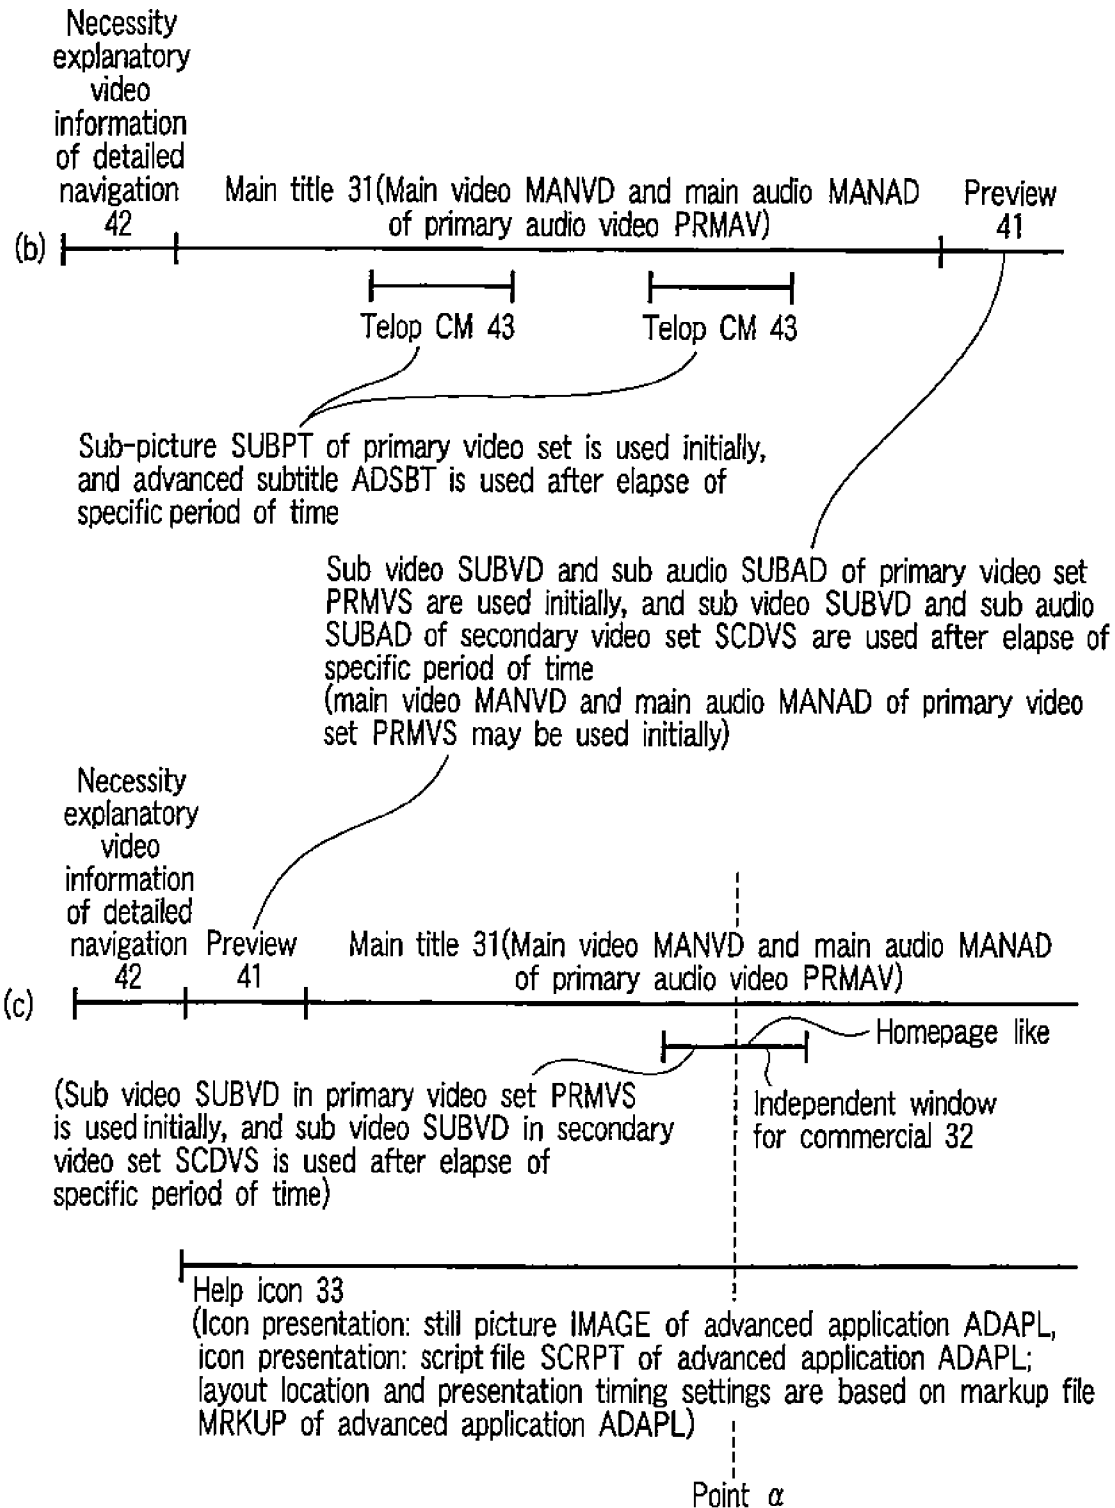 Necessity
explanatory
video
information
of detailed
navigation
42
Main title 31(Main video MANVD and main audio MANAD
of primary audio video PRMAV)
Preview
41
(b)
Telop CM 43
Telop CM 43
Sub-picture SUBPT of primary video set is used initially,
and advanced subtitle ADSBT is used after elapse of
specific period of time
Sub video SUBVD and sub audio SUBAD of primary video set
PRMVS are used initially, and sub video SUBVD and sub audio
SUBAD of secondary video set SCDVS are used after elapse of
specific period of time
(main video MANVD and main audio MANAD of primary video
set PRMVS may be used initially)
Necessity
explanatory
video
information
of detailed
navigation
42
Preview
41
Main title 31(Main video MANVD and main audio MANAD
of primary audio video PRMAV)
(c)
Homepage like
(Sub video SUBVD in primary video set PRMVS
is used initially, and sub video SUBVD in secondary
video set SCDVS is used after elapse of
specific period of time)
Independent window
for commercial 32
Help icon 33
(Icon presentation: still picture IMAGE of advanced application ADAPL,
icon presentation: script file SCRPT of advanced application ADAPL;
layout location and presentation timing settings are based on markup file
MRKUP of advanced application ADAPL)
Point α